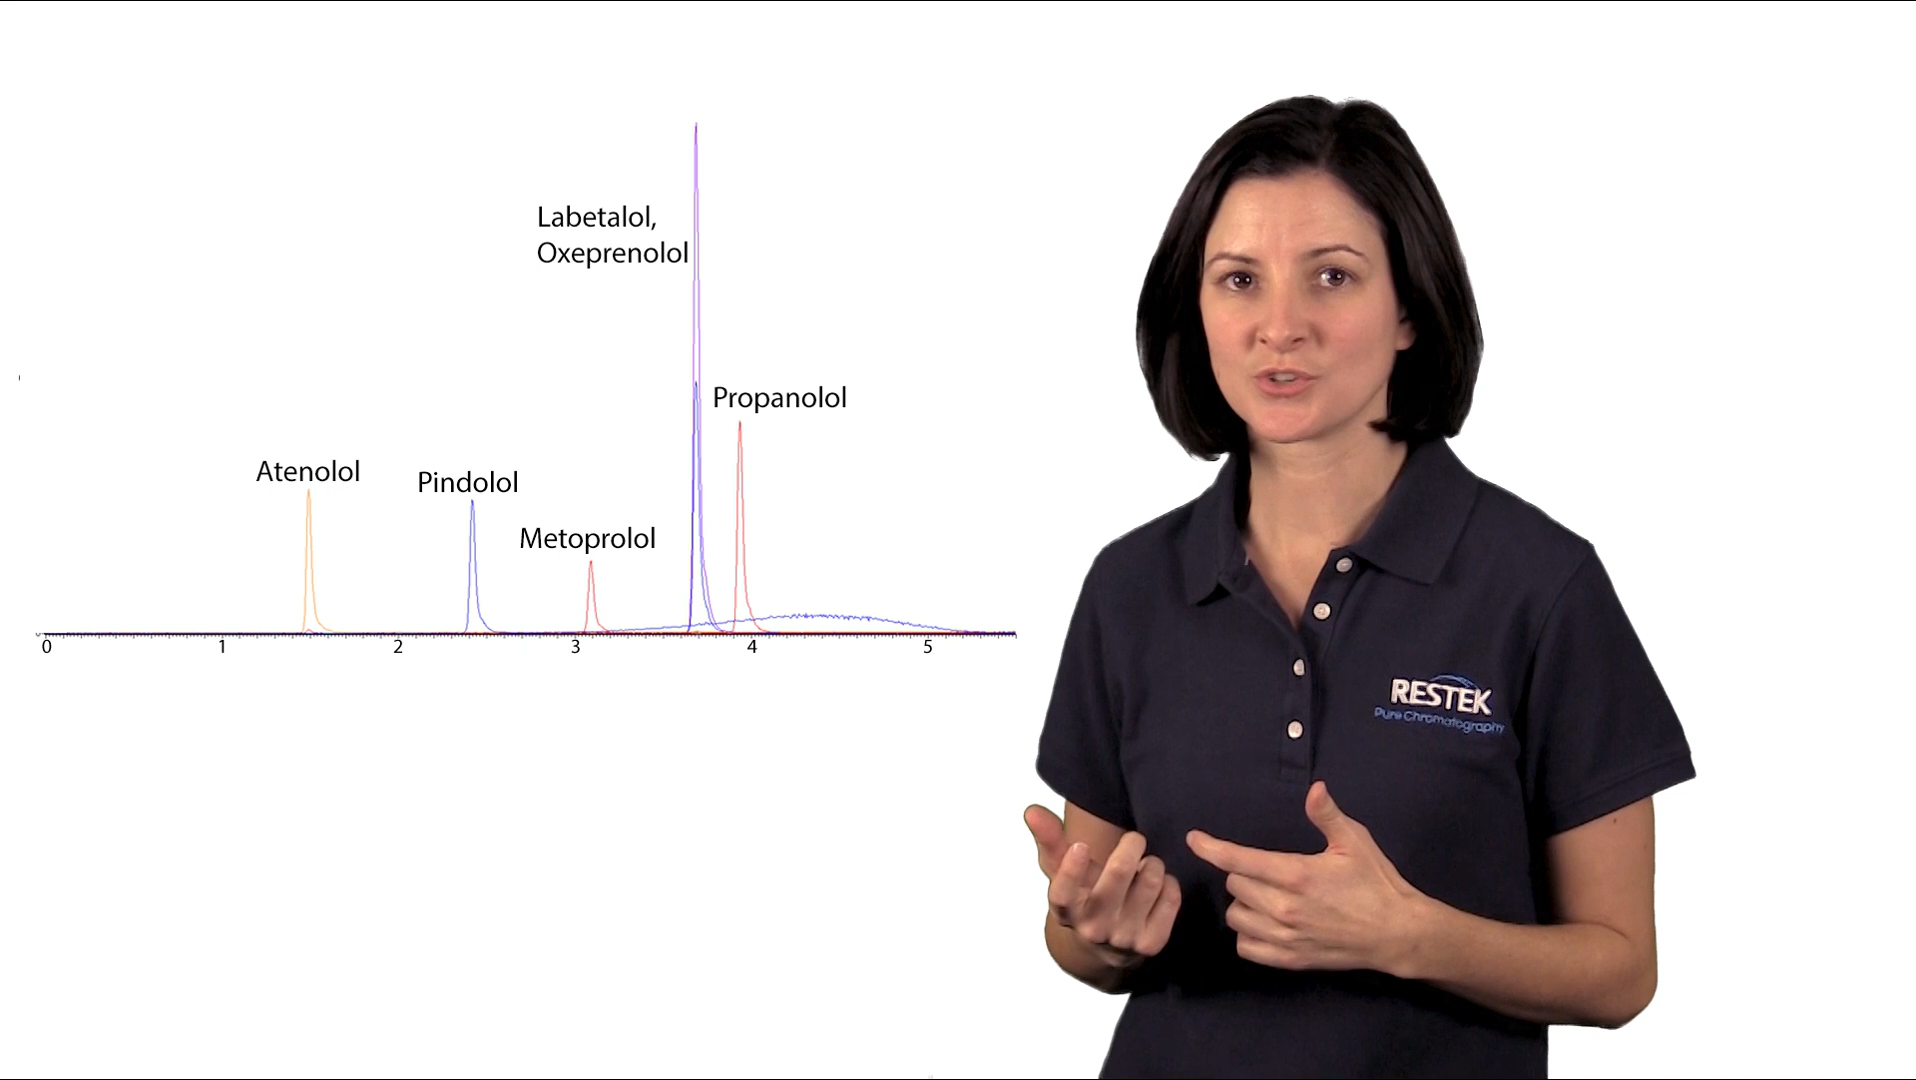 Labetalol,
Oxeprenolol
Propanolol
Atenolol
Pindolol
Metoprolol
0 1 2 3 4 5
RESTEK
Pure Chromatography